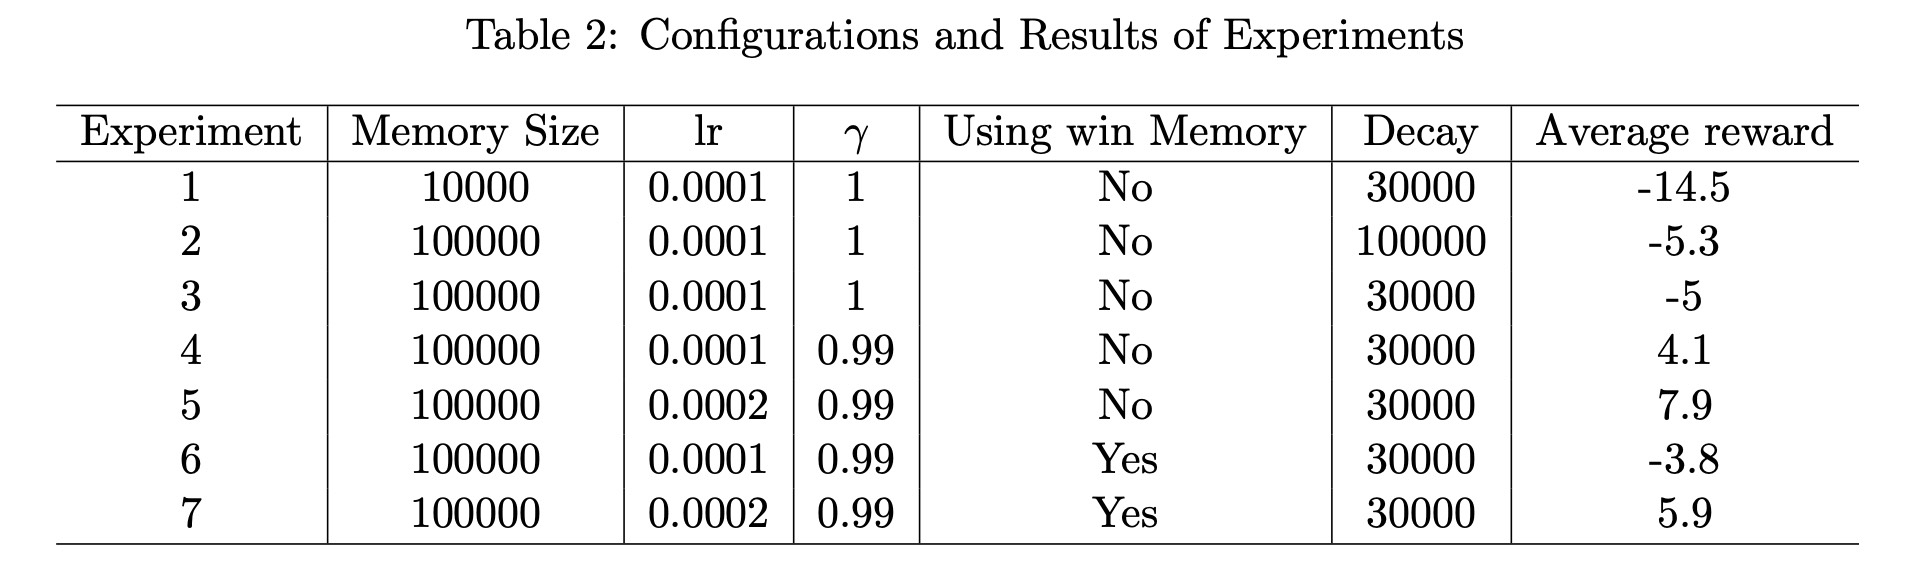 Table 2: Configurations and Results of Experiments
Experiment Memory Size lr γ Using win Memory Decay Average reward
1 10000 0.0001 1 No 30000 -14.5
2 100000 0.0001 1 No 100000 -5.3
3 100000 0.0001 1 No 30000 -5
4 100000 0.0001 0.99 No 30000 4.1
5 100000 0.0002 0.99 No 30000 7.9
6 100000 0.0001 0.99 Yes 30000 -3.8
7 100000 0.0002 0.99 Yes 30000 5.9